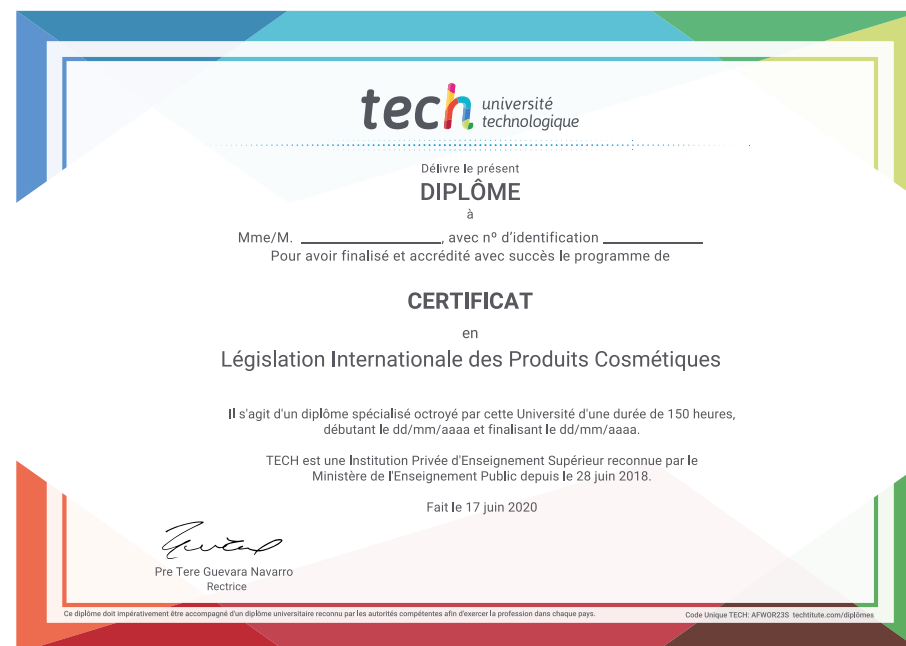 tech université
technologique
Délivre le présent
DIPLÔME
à
Mme/M. ____________________, avec nº d'identification ______________
Pour avoir finalisé et accrédité avec succès le programme de
CERTIFICAT
en
Législation Internationale des Produits Cosmétiques
Il s'agit d'un diplôme spécialisé octroyé par cette Université d'une durée de 150 heures,
débutant le dd/mm/aaaa et finalisant le dd/mm/aaaa.
TECH est une Institution Privée d'Enseignement Supérieur reconnue par le
Ministère de l'Enseignement Public depuis le 28 juin 2018.
Fait le 17 juin 2020
Pre Tere Guevara Navarro
Rectrice
Ce diplôme doit impérativement être accompagné d'un diplôme universitaire reconnu par les autorités compétentes afin d'exercer la profession dans chaque pays.
Code Unique TECH: AFWOR23S techtitute.com/diplômes